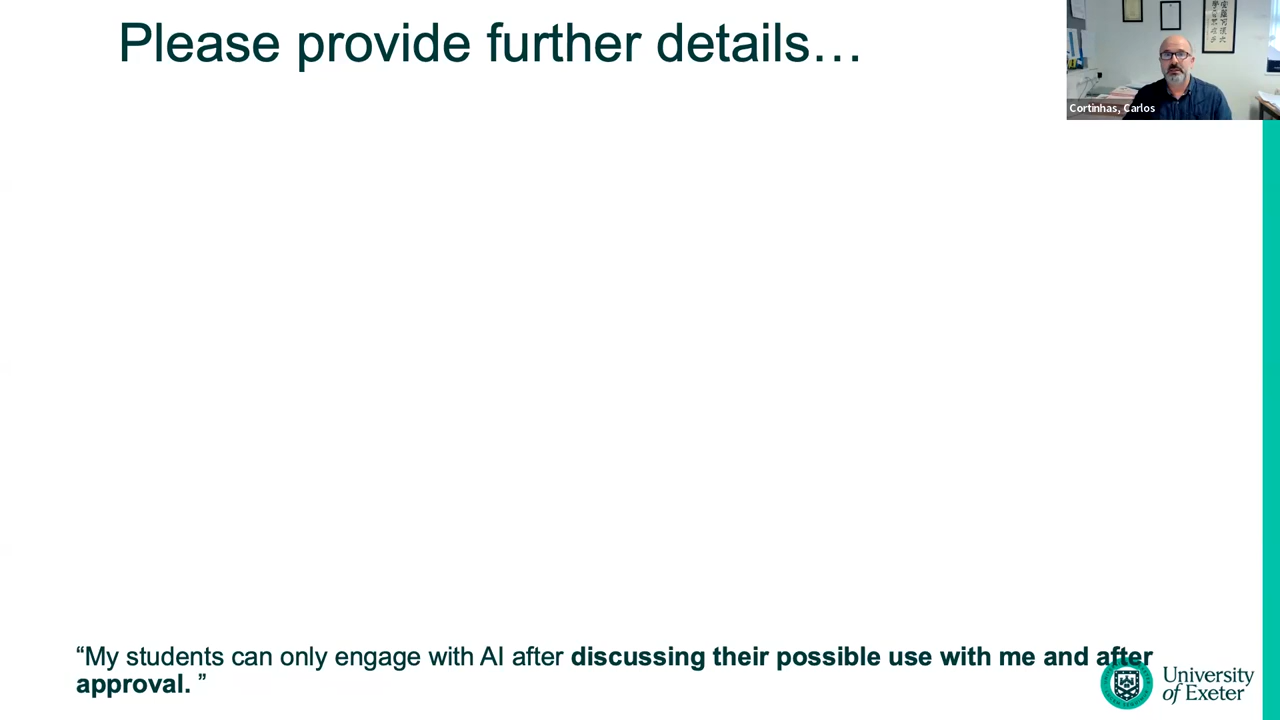 Please provide further details…
Cortinhas, Carlos
“My students can only engage with AI after discussing their possible use with me and after
approval. ”
University
of Exeter